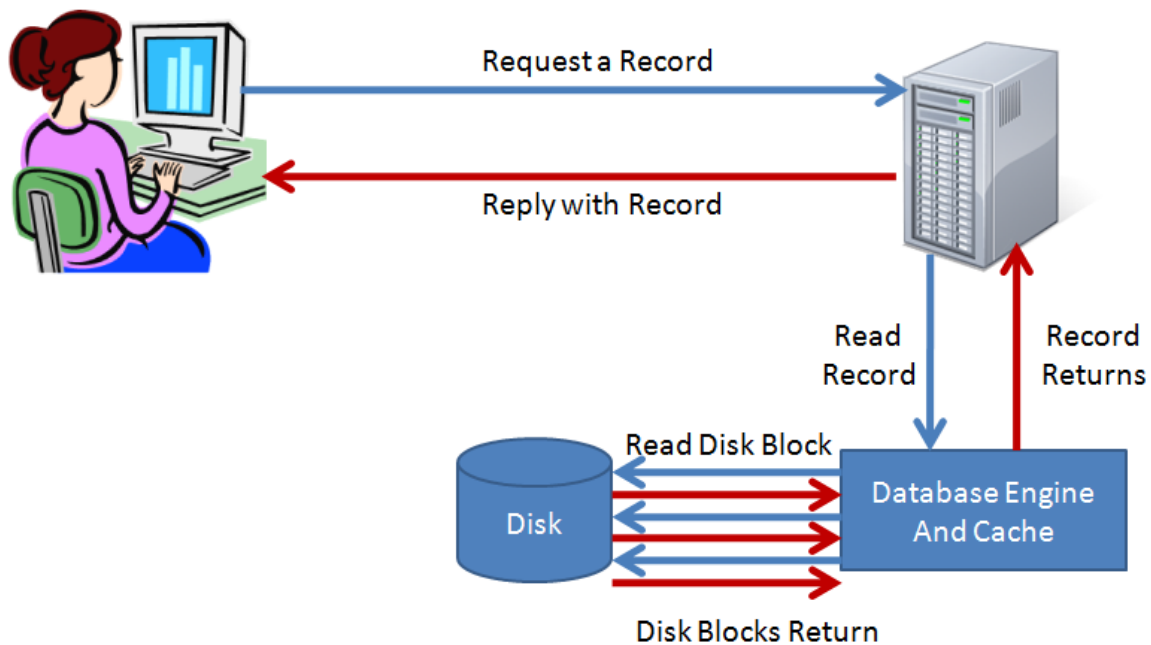 Request a Record
Reply with Record
Read
Record
Record
Returns
Read Disk Block
Disk
Database Engine
And Cache
Disk Blocks Return